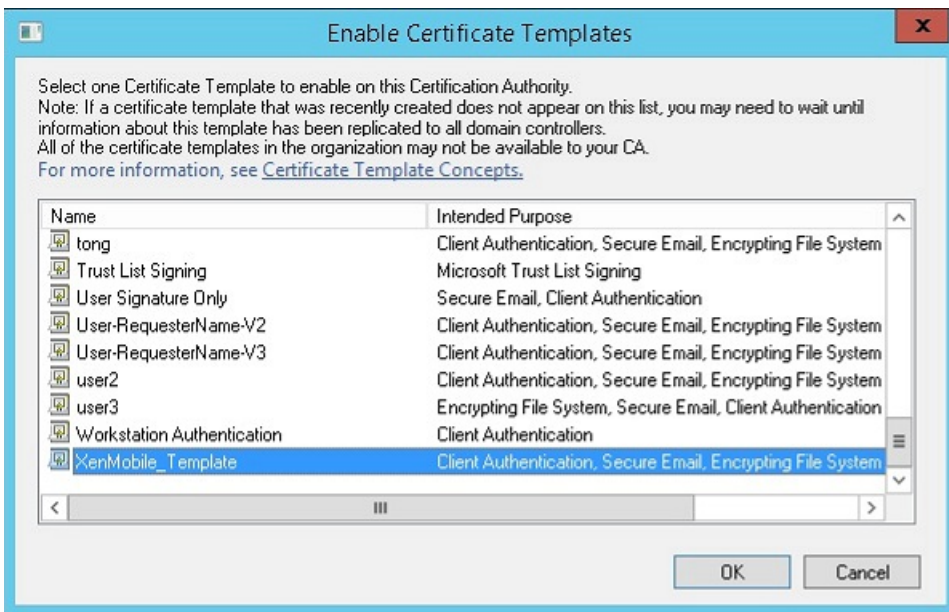 Enable Certificate Templates
x
Select one Certificate Template to enable on this Certification Authority.
Note: If a certificate template that was recently created does not appear on this list, you may need to wait until
information about this template has been replicated to all domain controllers.
All of the certificate templates in the organization may not be available to your CA.
For more information, see Certificate Template Concepts.
Name Intended Purpose
tong Client Authentication, Secure Email, Encrypting File System
Trust List Signing Microsoft Trust List Signing
User Signature Only Secure Email, Client Authentication
User-RequesterName-V2 Client Authentication, Secure Email, Encrypting File System
User-RequesterName-V3 Client Authentication, Secure Email, Encrypting File System
user2 Client Authentication, Secure Email, Encrypting File System
user3 Encrypting File System, Secure Email, Client Authentication
Workstation Authentication Client Authentication
XenMobile_Template Client Authentication, Secure Email, Encrypting File System
OK Cancel